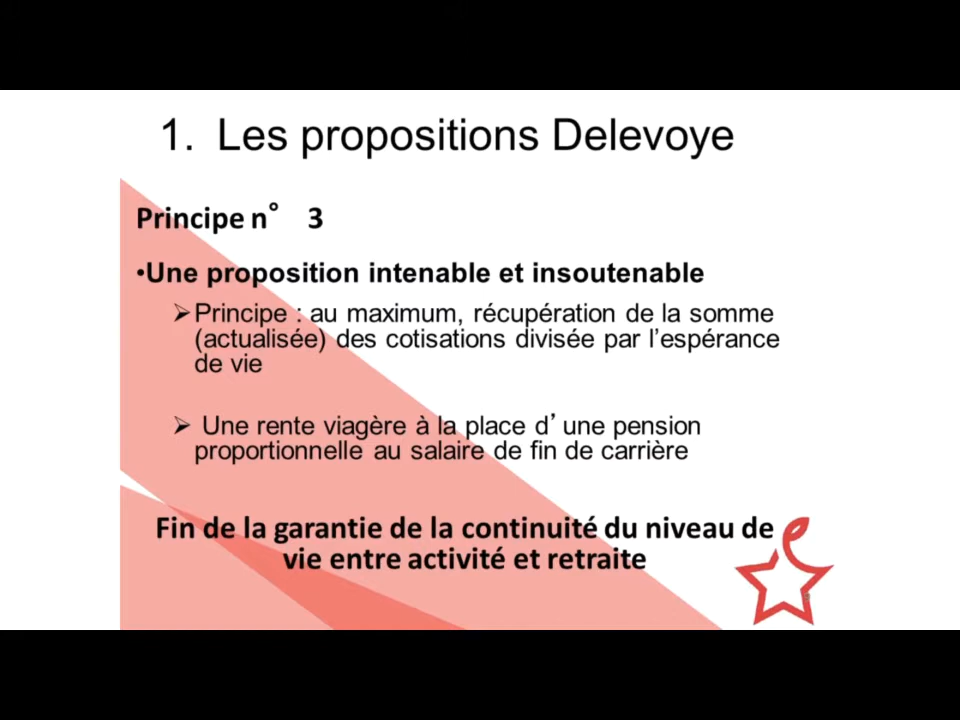 1. Les propositions Delevoye
Principe n° 3
•Une proposition intenable et insoutenable
➢Principe : au maximum, récupération de la somme
(actualisée) des cotisations divisée par l’espérance
de vie
➢ Une rente viagère à la place d’une pension
proportionnelle au salaire de fin de carrière
Fin de la garantie de la continuité du niveau de
vie entre activité et retraite